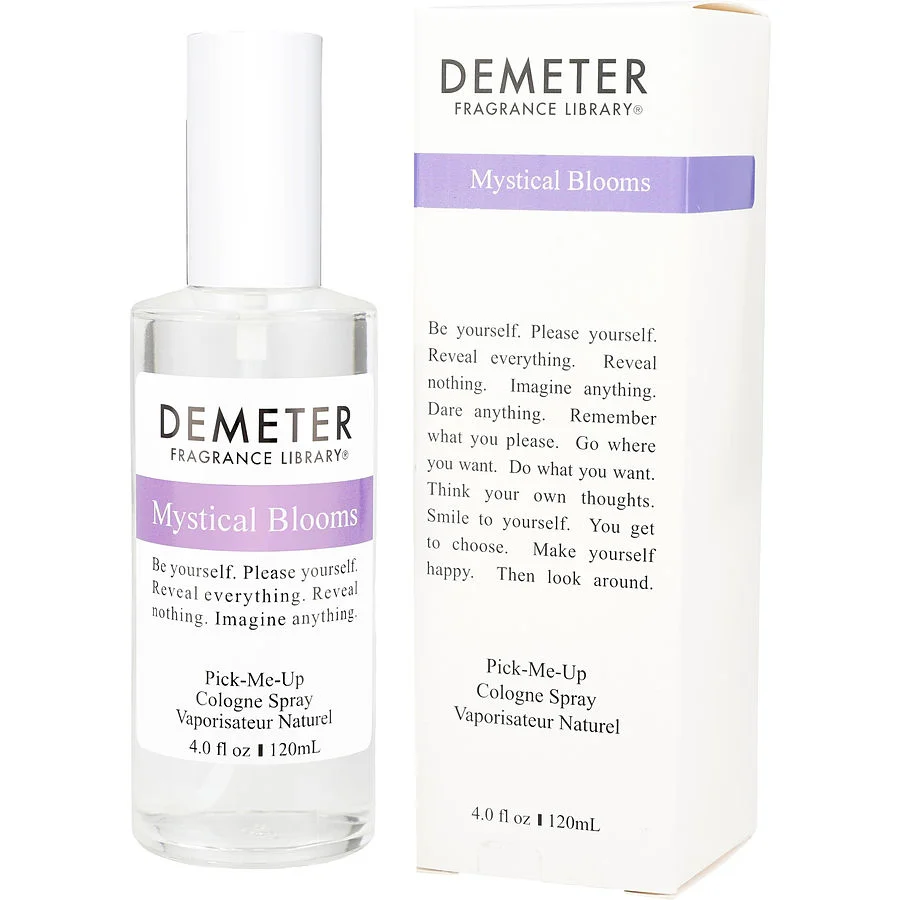 DEMETER
FRAGRANCE LIBRARY®
Mystical Blooms
Be yourself. Please yourself.
Reveal everything. Reveal
nothing. Imagine anything.
Pick-Me-Up
Cologne Spray
Vaporisateur Naturel
4.0 fl oz ❚ 120mL
DEMETER
FRAGRANCE LIBRARY®
Mystical Blooms
Be yourself. Please yourself.
Reveal everything. Reveal
nothing. Imagine anything.
Dare anything. Remember
what you please. Go where
you want. Do what you want.
Think your own thoughts.
Smile to yourself. You get
to choose. Make yourself
happy. Then look around.
Pick-Me-Up
Cologne Spray
Vaporisateur Naturel
4.0 fl oz ❚ 120mL